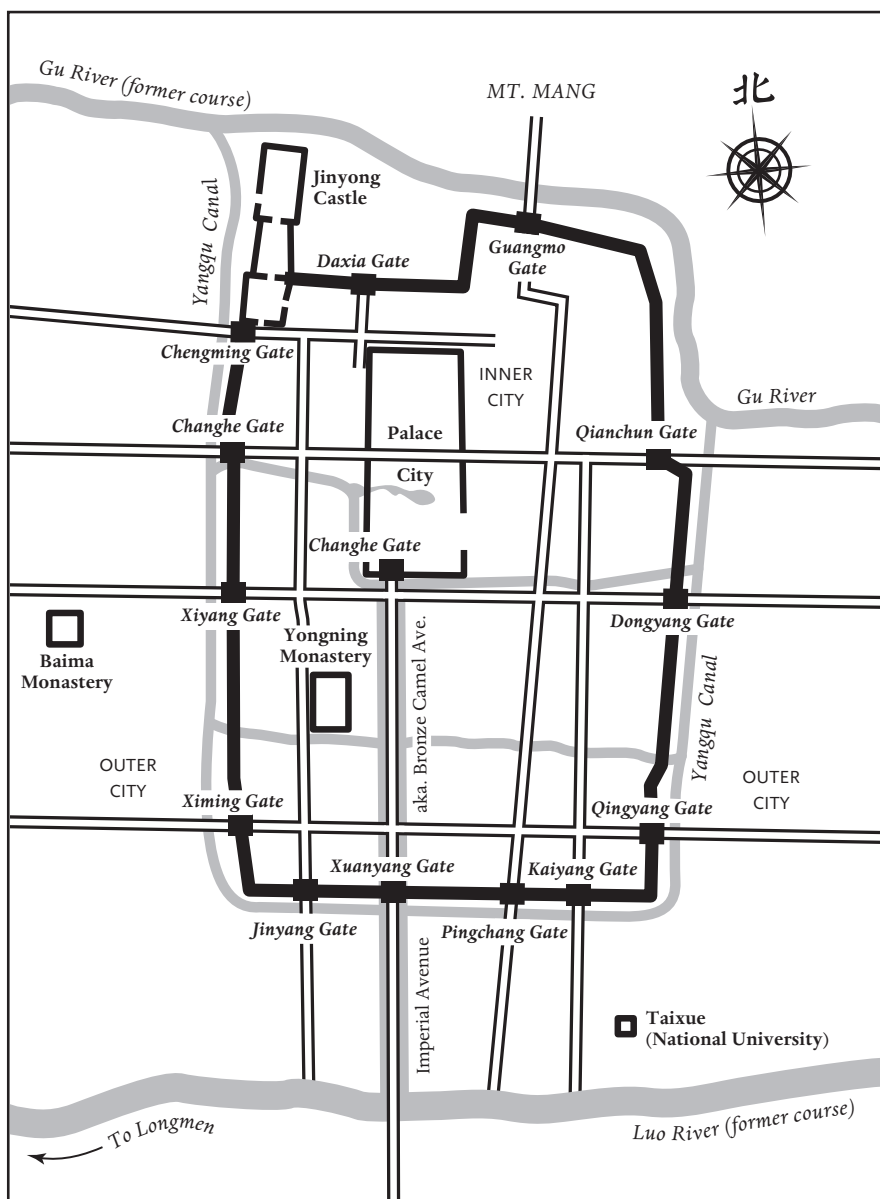 Gu River (former course)
MT. MANG
北
Jinyong
Castle
Yangqu Canal
Daxia Gate
Guangmo
Gate
Chengming Gate
INNER
CITY
Gu River
Changhe Gate
Palace
City
Qianchun Gate
Changhe Gate
Xiyang Gate
Yongning
Monastery
Dongyang Gate
Baima
Monastery
aka. Bronze Camel Ave.
Yangqu Canal
OUTER
CITY
OUTER
CITY
Ximing Gate
Qingyang Gate
Xuanyang Gate
Kaiyang Gate
Jinyang Gate
Pingchang Gate
Imperial Avenue
Taixue
(National University)
To Longmen
Luo River (former course)